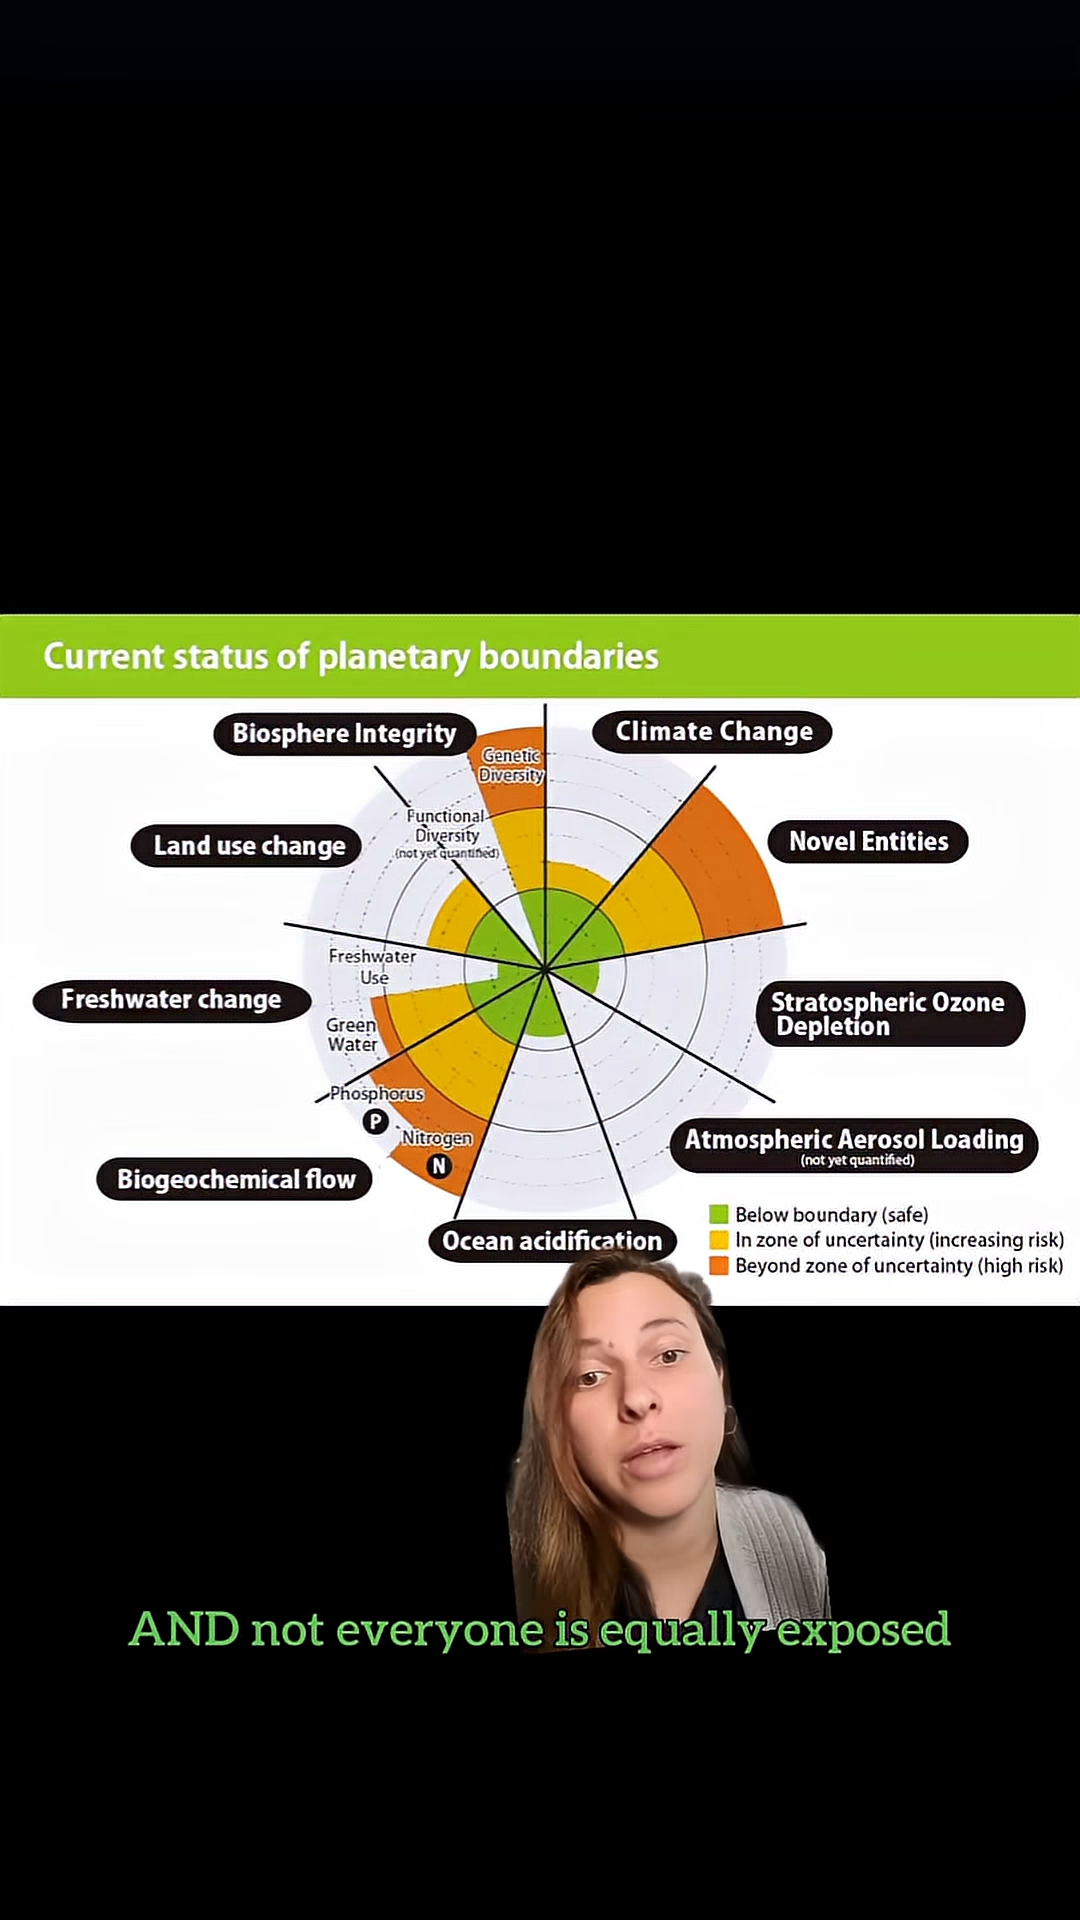 Current status of planetary boundaries
Biosphere Integrity
Climate Change
Genetic
Diversity
Functional
Diversity
(not yet quantified)
Land use change
Novel Entities
Freshwater
Use
Freshwater change
Stratospheric Ozone
Depletion
Green
Water
Phosphorus
P
Nitrogen
N
Atmospheric Aerosol Loading
(not yet quantified)
Biogeochemical flow
Ocean acidification
Below boundary (safe)
In zone of uncertainty (increasing risk)
Beyond zone of uncertainty (high risk)
AND not everyone is equally exposed